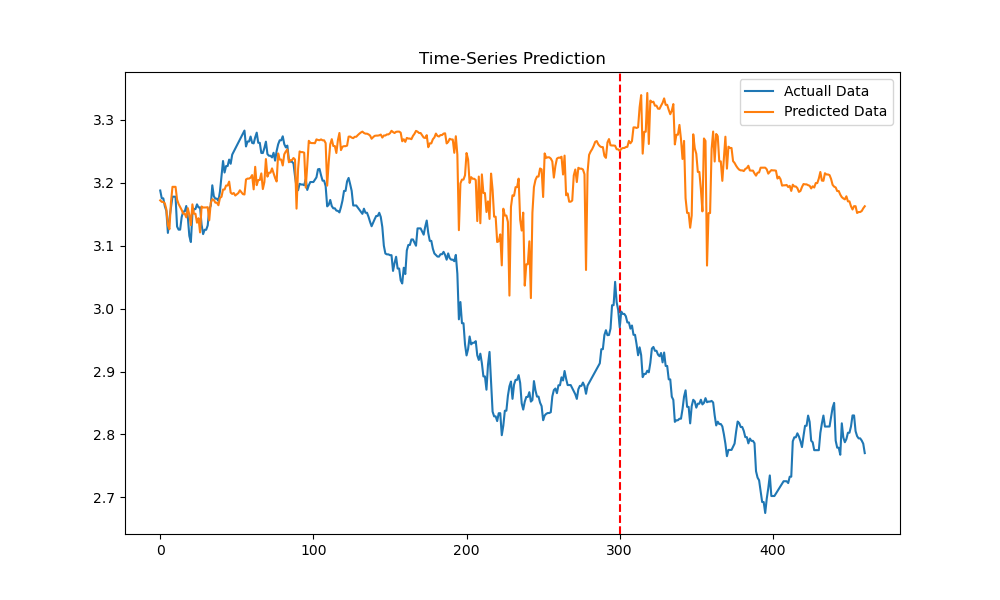 Time-Series Prediction
Actuall Data
Predicted Data
3.3
3.2
3.1
3.0
2.9
2.8
2.7
0 100 200 300 400